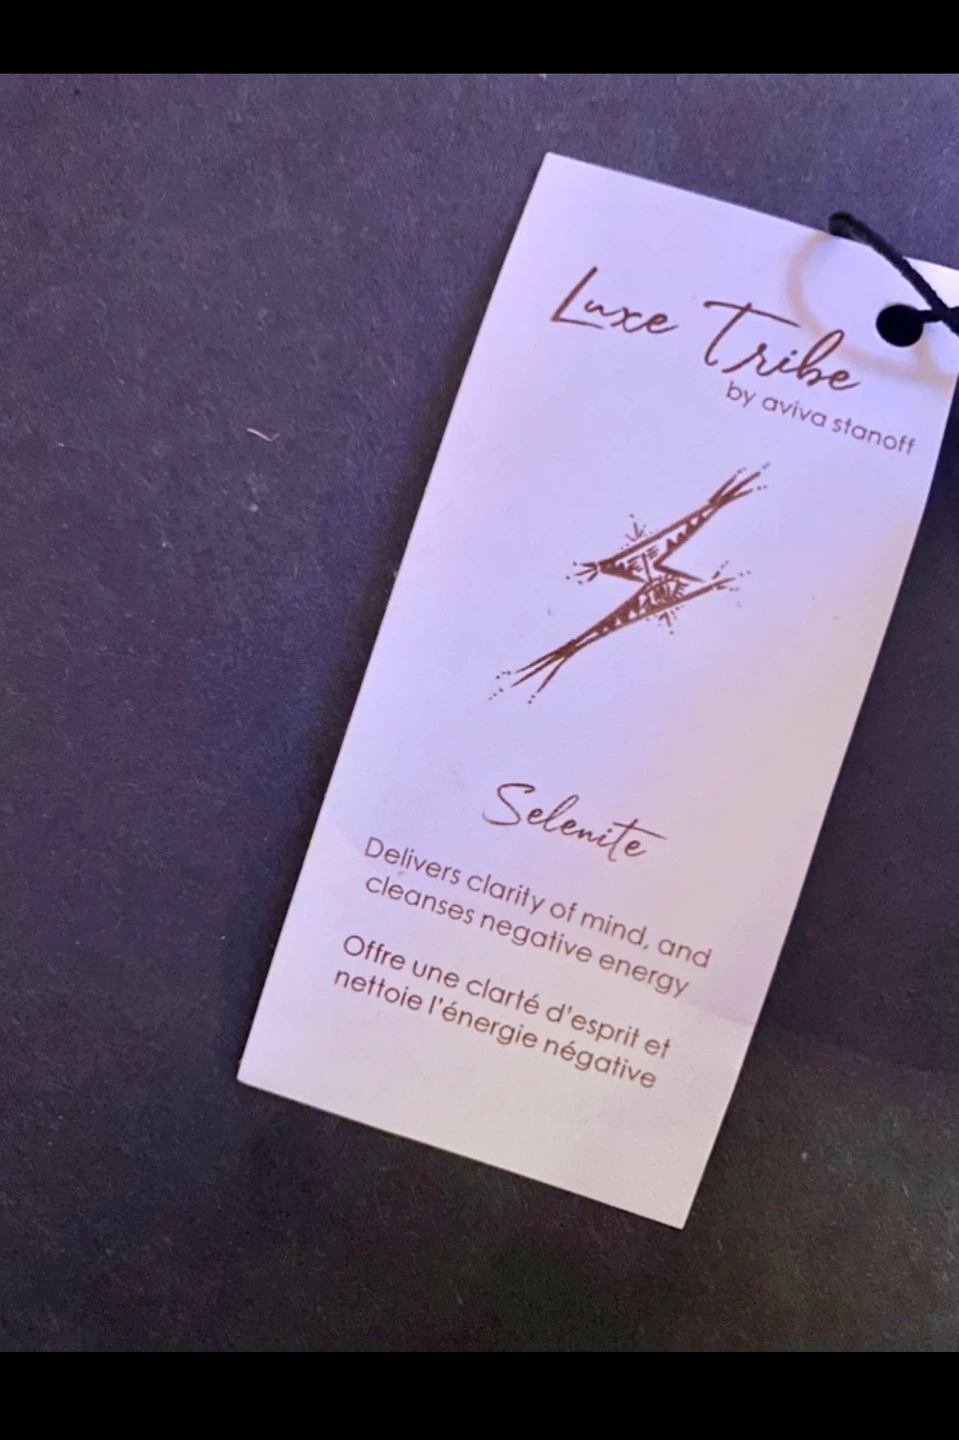 Luxe Tribe
by aviva stanoff
Selenite
Delivers clarity of mind, and
cleanses negative energy
Offre une clarté d'esprit et
nettoie l'énergie négative